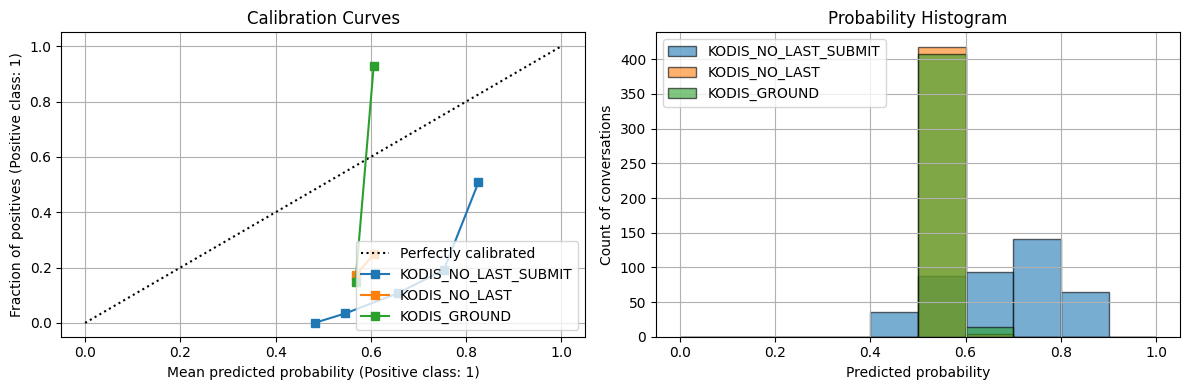 Calibration Curves
Fraction of positives (Positive class: 1)
1.0
0.8
0.6
0.4
0.2
0.0
0.0 0.2 0.4 0.6 0.8 1.0
Mean predicted probability (Positive class: 1)
Perfectly calibrated
KODIS_NO_LAST_SUBMIT
KODIS_NO_LAST
KODIS_GROUND
Probability Histogram
Count of conversations
400
350
300
250
200
150
100
50
0
0.0 0.2 0.4 0.6 0.8 1.0
Predicted probability
KODIS_NO_LAST_SUBMIT
KODIS_NO_LAST
KODIS_GROUND